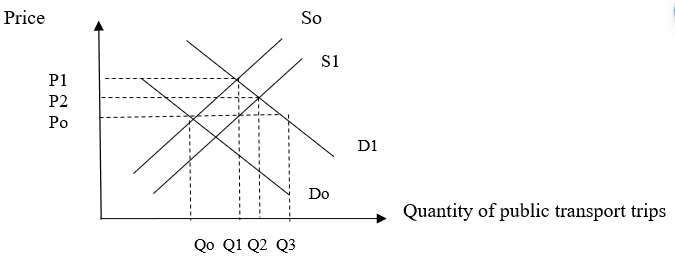 Price
So
S1
P1
P2
Po
D1
Do
Quantity of public transport trips
Qo Q1 Q2 Q3